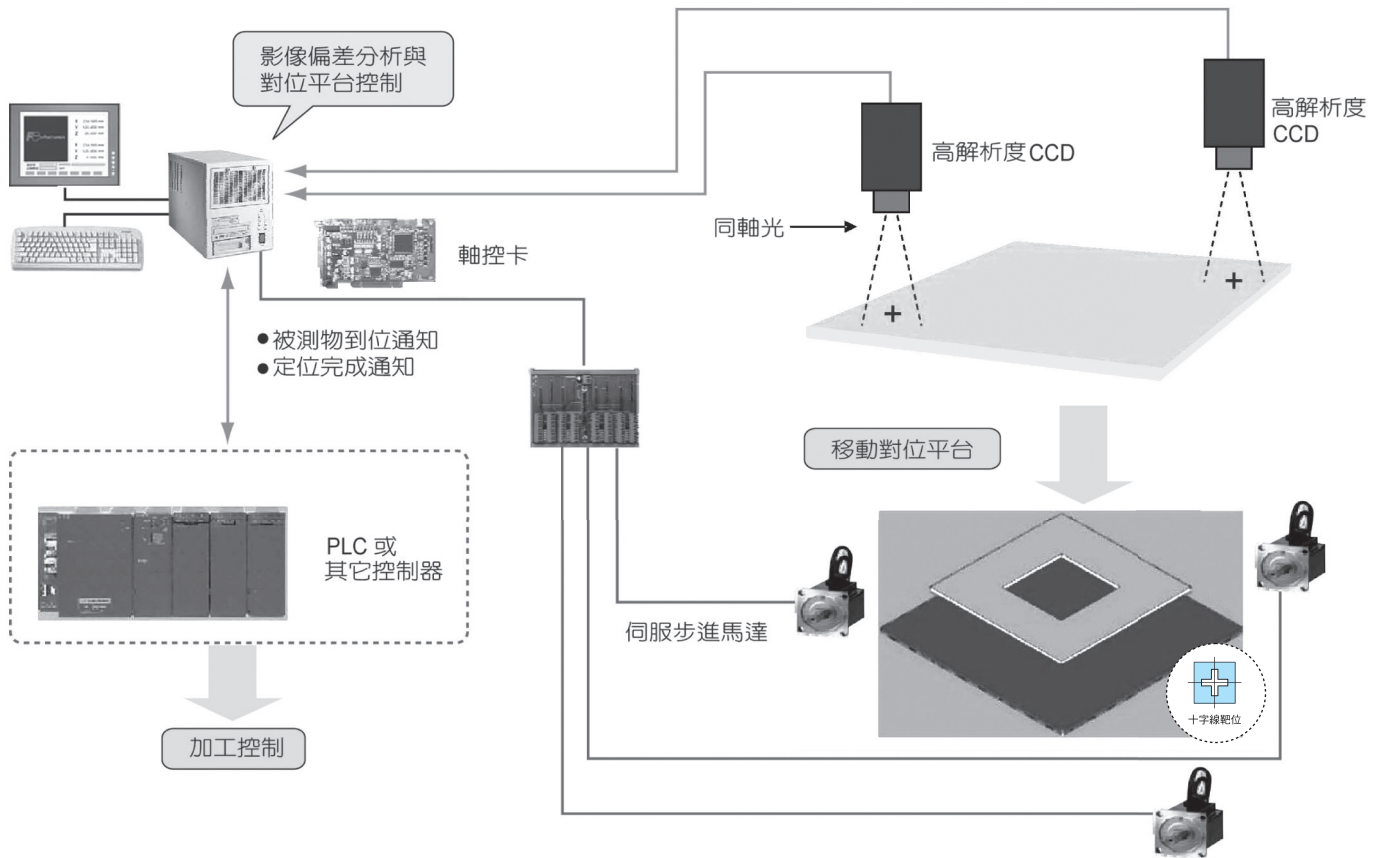 影像偏差分析與
對位平台控制
高解析度
CCD
高解析度CCD
同軸光
軸控卡
●被測物到位通知
●定位完成通知
移動對位平台
PLC 或
其它控制器
伺服步進馬達
十字線靶位
加工控制